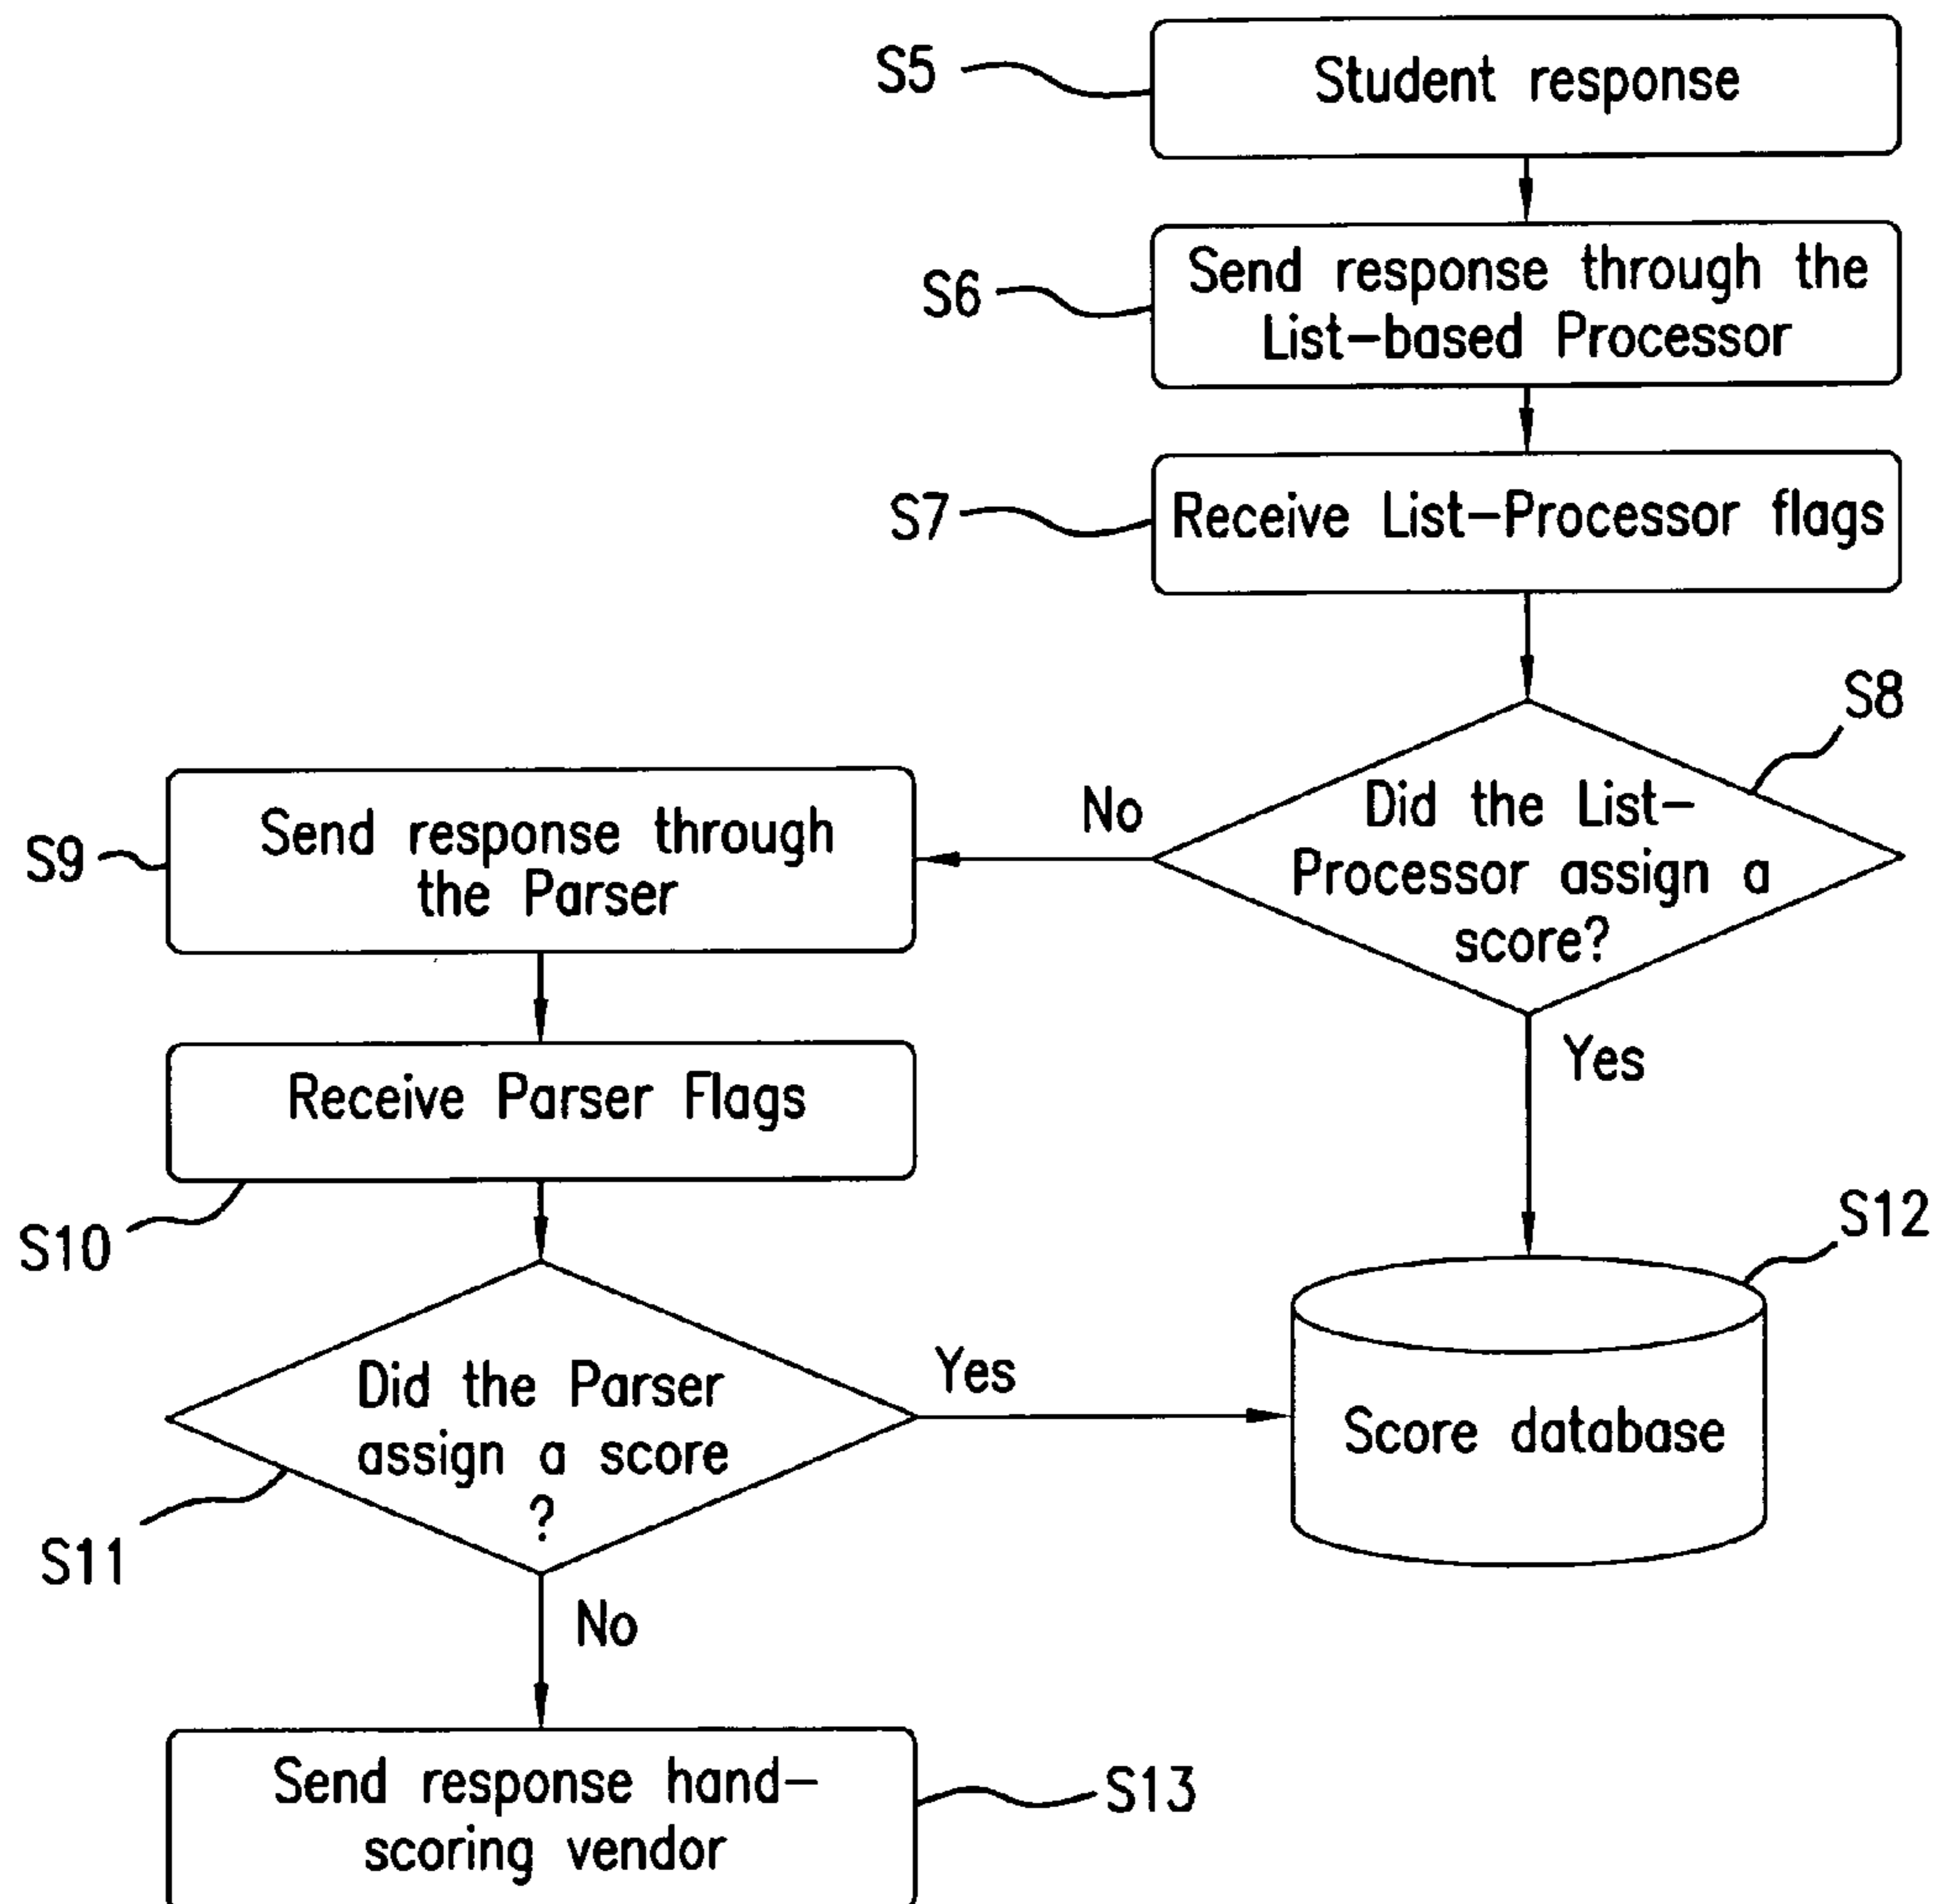 S5
Student response
S6
Send response through the
List-based Processor
S7
Receive List-Processor flags
S8
Did the List-
Processor assign a
score?
No
Yes
S9
Send response through
the Parser
Receive Parser Flags
S10
Did the Parser
assign a score
?
S11
Yes
No
S12
Score database
Send response hand-
scoring vendor
S13